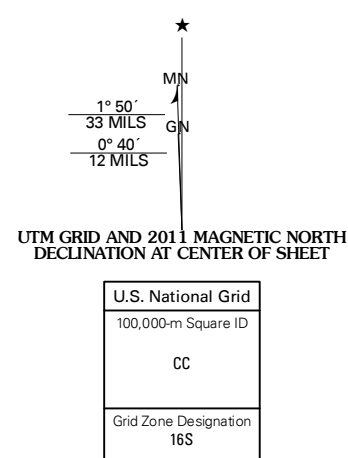 ★
MN
1° 50´
33 MILS
GN
0° 40´
12 MILS
UTM GRID AND 2011 MAGNETIC NORTH
DECLINATION AT CENTER OF SHEET
U.S. National Grid
100,000-m Square ID
CC
Grid Zone Designation
16S